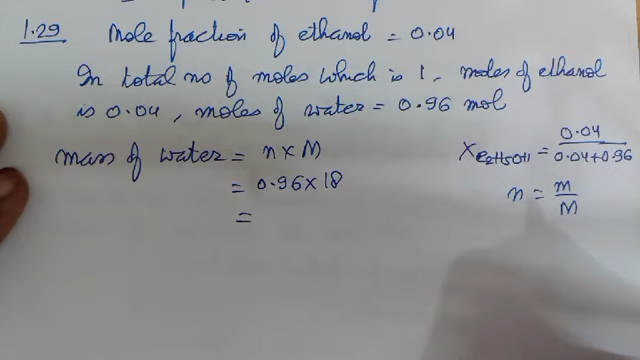 1.29 Mole fraction of ethanol = 0.04
In total no of moles which is 1, moles of ethanol
is 0.04, moles of water = 0.96 mol
mass of water = n × M
= 0.96 × 18
=
X C2H5OH = 0.04 / 0.04+0.96
n = m / M